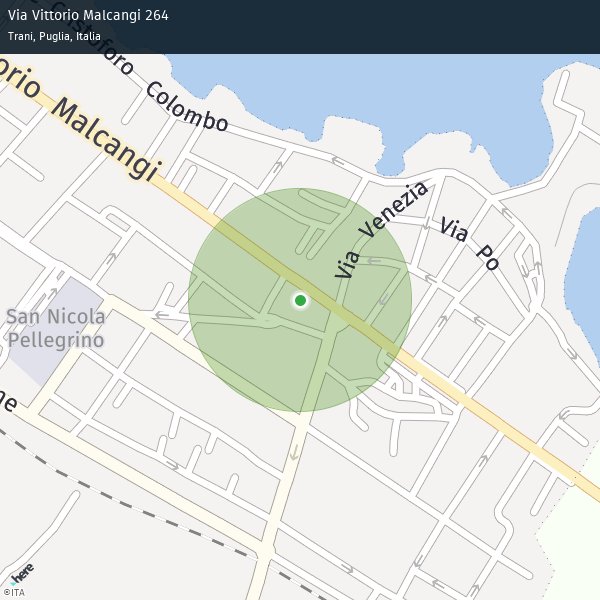 Via Vittorio Malcangi 264
Trani, Puglia, Italia
Cristoforo Colombo
orio Malcangi
Via Venezia
Via Po
San Nicola
Pellegrino
ne
here
©ITA